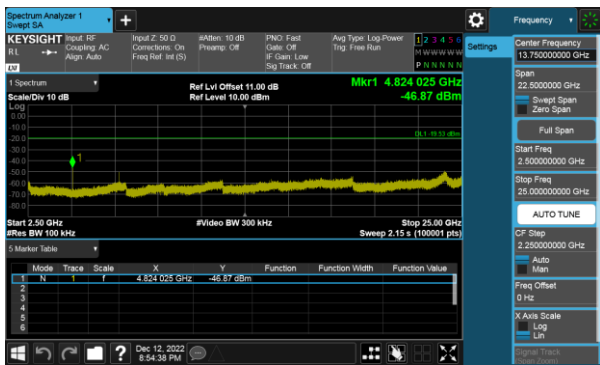 Spectrum Analyzer 1
Swept SA
Frequency
KEYSIGHT
Input: RF
Coupling: AC
Align: Auto
Input Z: 50 Ω
Corrections: On
Freq Ref: Int (S)
#Atten: 10 dB
Preamp: Off
PNO: Fast
Gate: Off
IF Gain: Low
Sig Track: Off
Avg Type: Log-Power
Trig: Free Run
1 2 3 4 5 6
M W W W W W
P N N N N N
RL
LXI
Settings
1 Spectrum
Scale/Div 10 dB
Log
Ref Lvl Offset 11.00 dB
Ref Level 10.00 dBm
Mkr1 4.824 025 GHz
-46.87 dBm
0.00
-10.0
-20.0
-30.0
-40.0
-50.0
-60.0
-70.0
-80.0
DL1 -19.53 dBm
1
Start 2.50 GHz
#Res BW 100 kHz
#Video BW 300 kHz
Stop 25.00 GHz
Sweep 2.15 s (100001 pts)
5 Marker Table
Mode Trace Scale X Y Function Function Width Function Value
1 N 1 f 4.824 025 GHz -46.87 dBm
2
3
4
5
6
Dec 12, 2022
8:54:38 PM
Center Frequency
13.750000000 GHz
Span
22.5000000 GHz
Swept Span
Zero Span
Full Span
Start Freq
2.500000000 GHz
Stop Freq
25.000000000 GHz
AUTO TUNE
CF Step
2.250000000 GHz
Auto
Man
Freq Offset
0 Hz
X Axis Scale
Log
Lin
Signal Track
(Span Zoom)